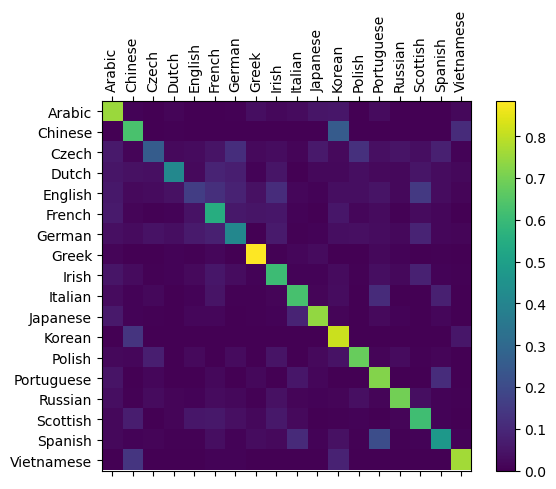 Arabic
Chinese
Czech
Dutch
English
French
German
Greek
Irish
Italian
Japanese
Korean
Polish
Portuguese
Russian
Scottish
Spanish
Vietnamese
Arabic
Chinese
Czech
Dutch
English
French
German
Greek
Irish
Italian
Japanese
Korean
Polish
Portuguese
Russian
Scottish
Spanish
Vietnamese
0.8
0.7
0.6
0.5
0.4
0.3
0.2
0.1
0.0